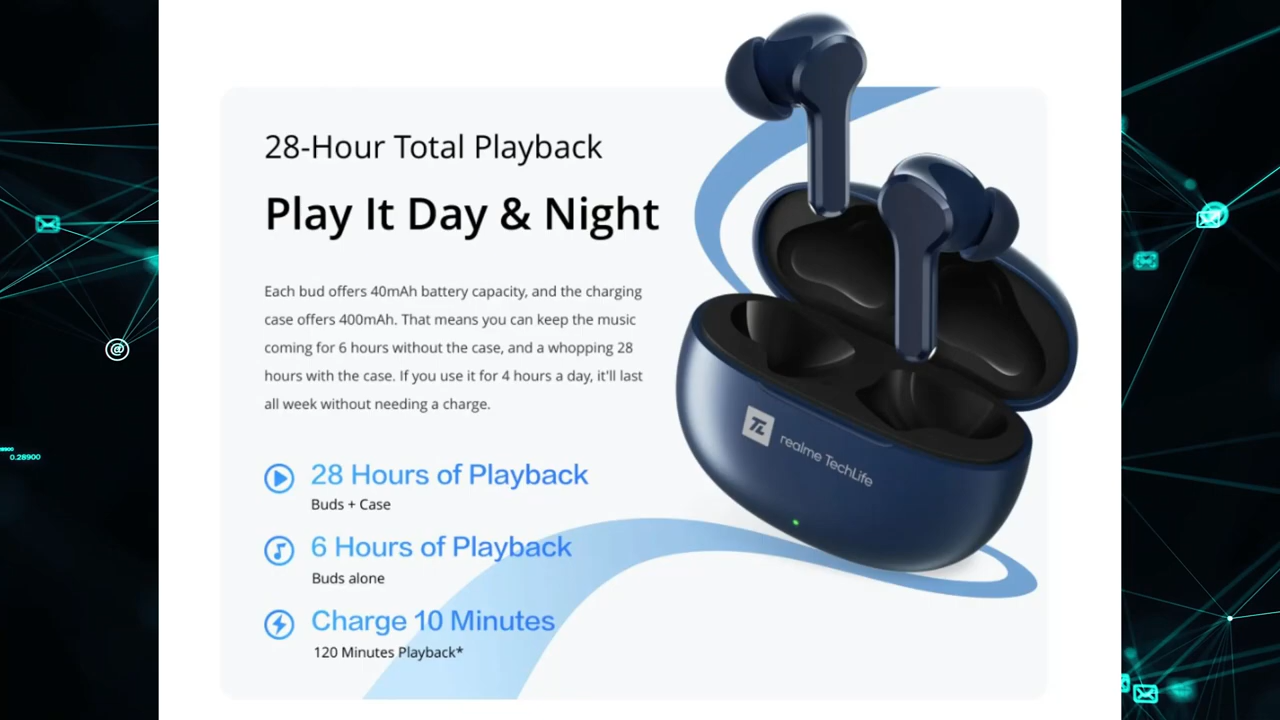 28-Hour Total Playback
Play It Day & Night
Each bud offers 40mAh battery capacity, and the charging
case offers 400mAh. That means you can keep the music
coming for 6 hours without the case, and a whopping 28
hours with the case. If you use it for 4 hours a day, it'll last
all week without needing a charge.
28 Hours of Playback
Buds + Case
6 Hours of Playback
Buds alone
Charge 10 Minutes
120 Minutes Playback*
TL realme TechLife
@
0.28900